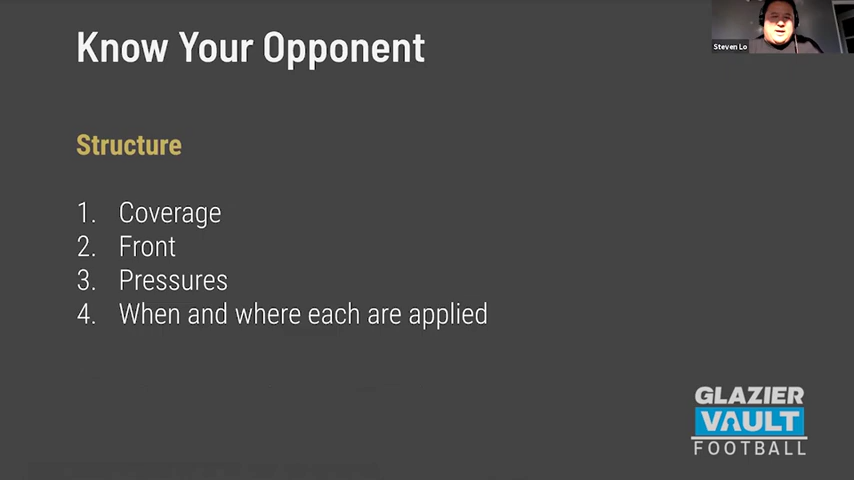 Know Your Opponent
Steven Lo
Structure
1. Coverage
2. Front
3. Pressures
4. When and where each are applied
GLAZIER
VAULT
FOOTBALL